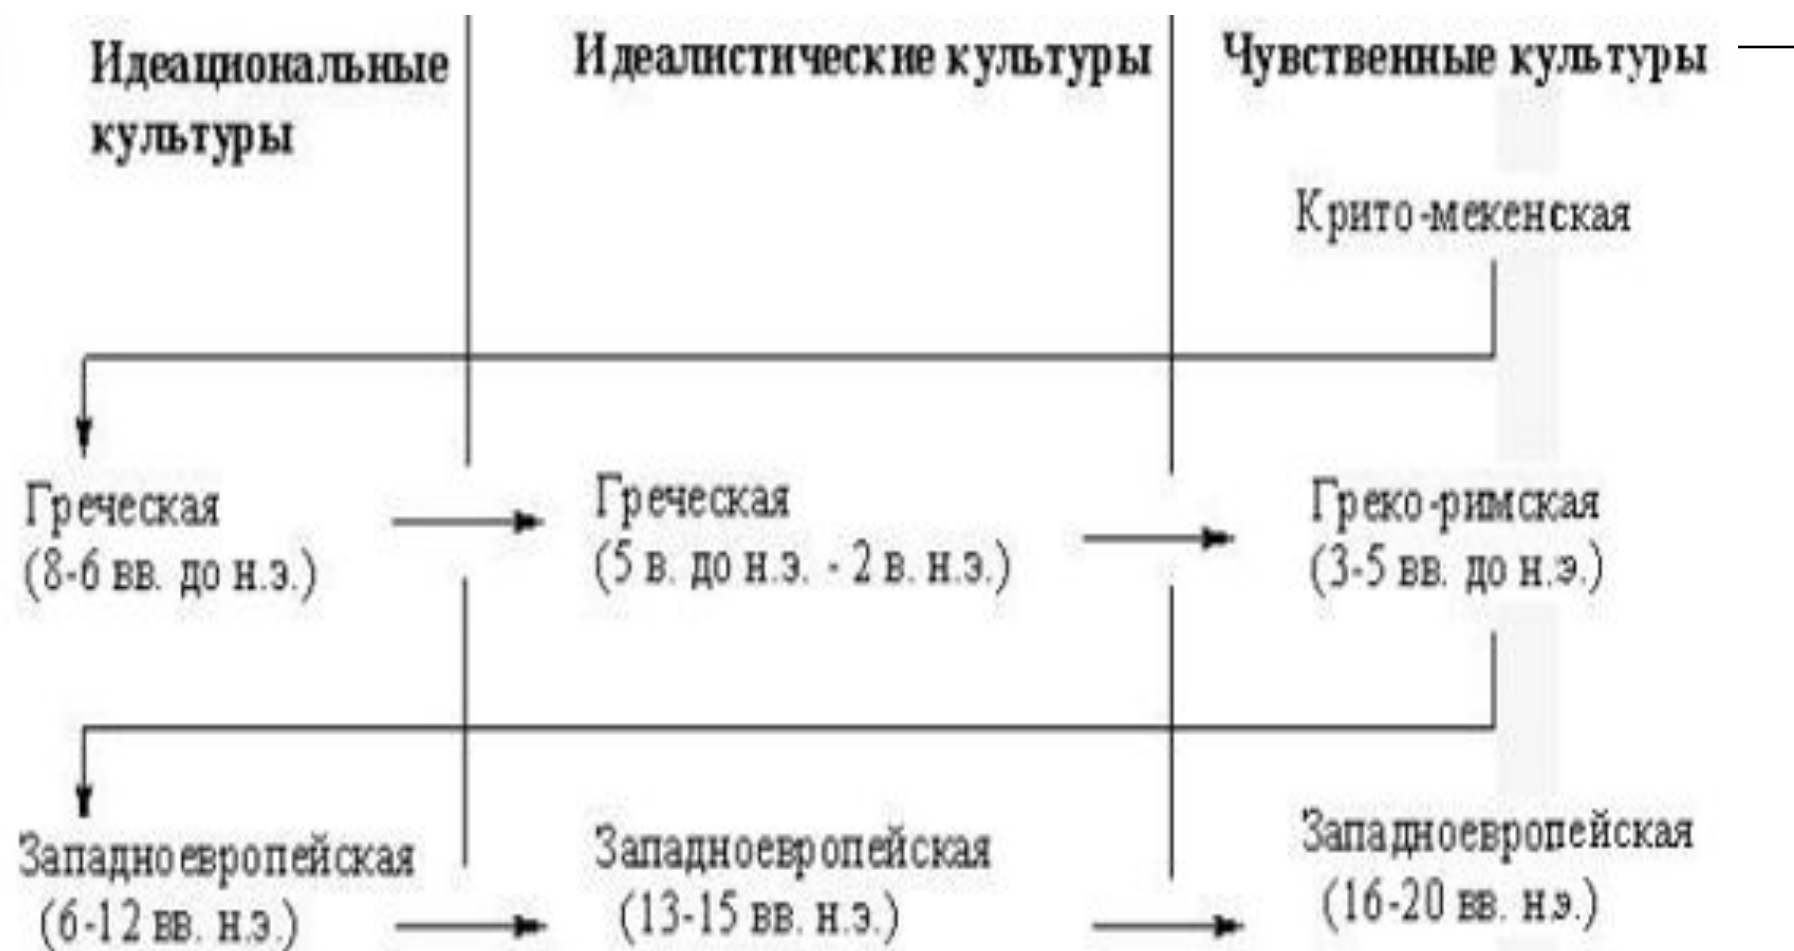 Идеациональные
культуры
Идеалистические культуры
Чувственные культуры
Крито-мекенская
Греческая
(8-6 вв. до н.э.)
Греческая
(5 в. до н.э. - 2 в. н.э.)
Греко-римская
(3-5 вв. до н.э.)
Западноевропейская
(6-12 вв. н.э.)
Западноевропейская
(13-15 вв. н.э.)
Западноевропейская
(16-20 вв. н.э.)